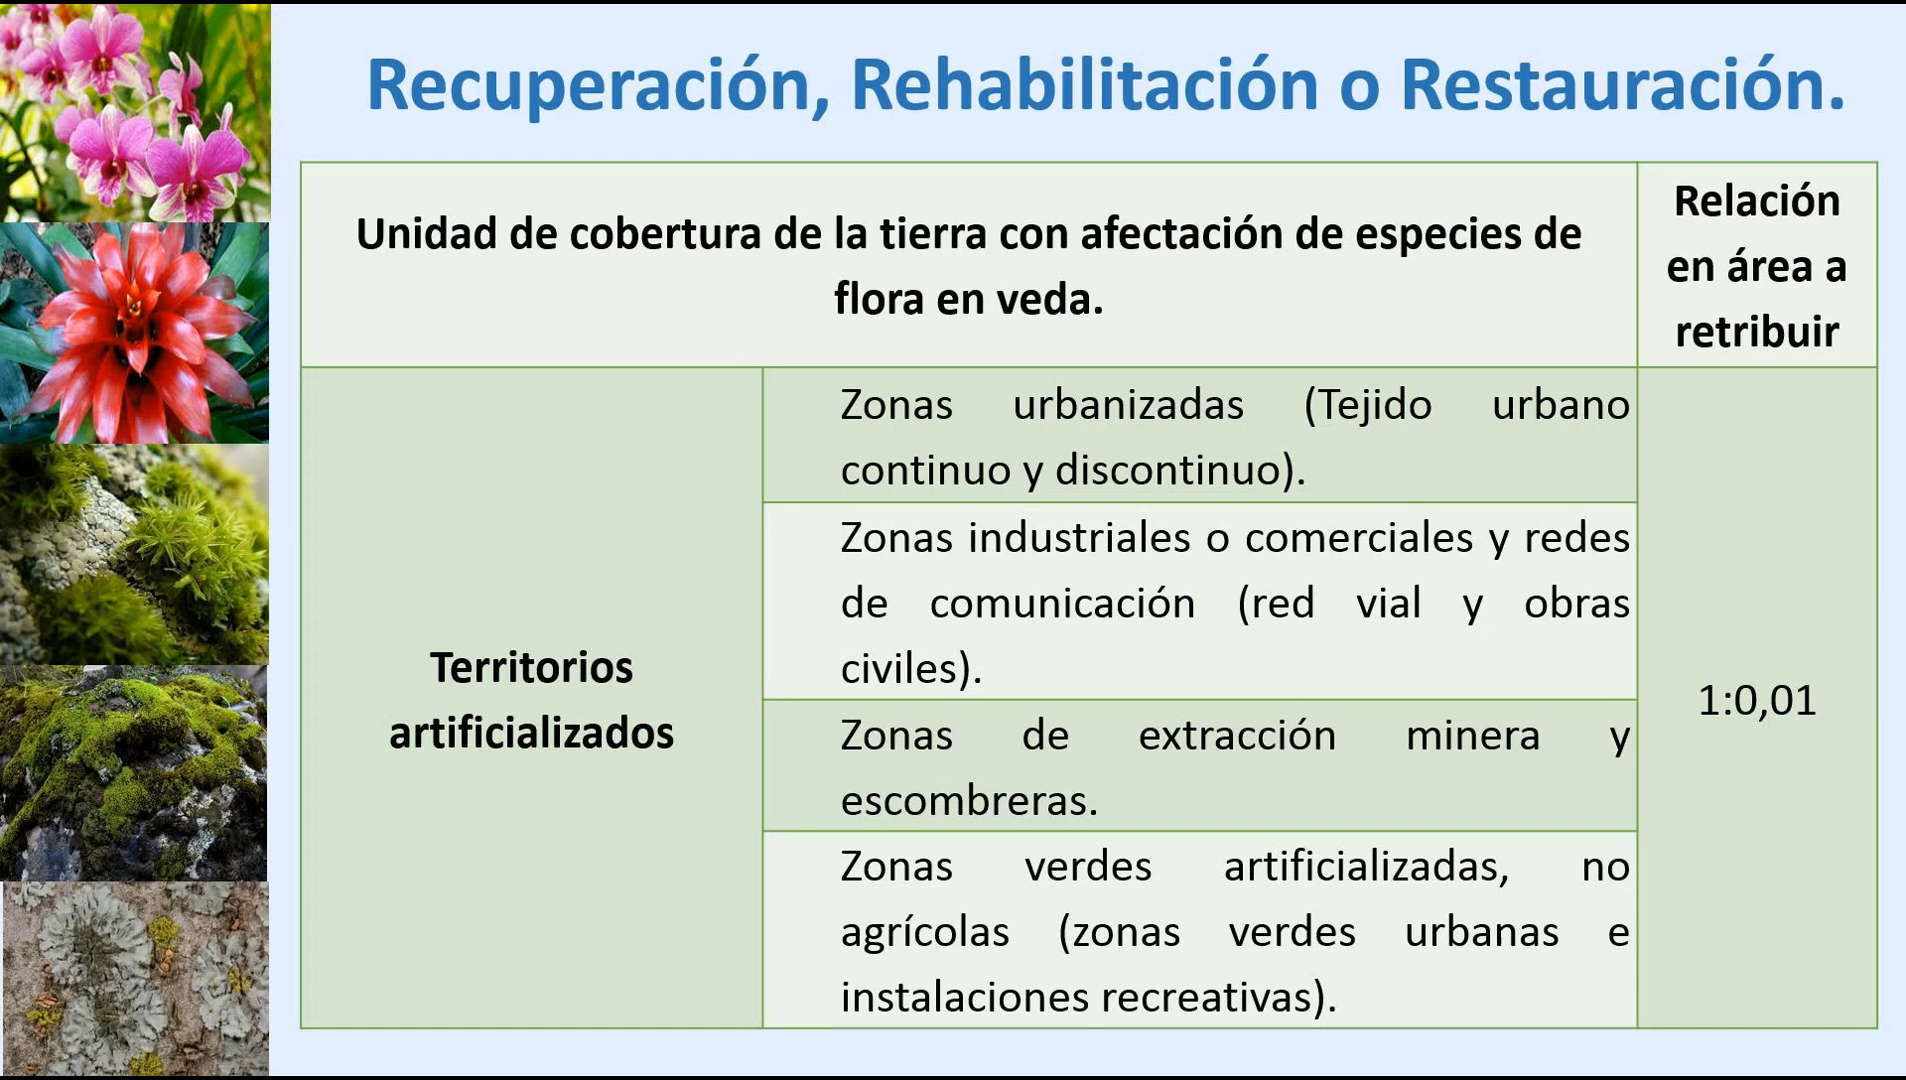 Recuperación, Rehabilitación o Restauración.
Unidad de cobertura de la tierra con afectación de especies de
flora en veda.
Relación
en área a
retribuir
Territorios
artificializados
Zonas urbanizadas (Tejido urbano
continuo y discontinuo).
Zonas industriales o comerciales y redes
de comunicación (red vial y obras
civiles).
Zonas de extracción minera y
escombreras.
Zonas verdes artificializadas, no
agrícolas (zonas verdes urbanas e
instalaciones recreativas).
1:0,01